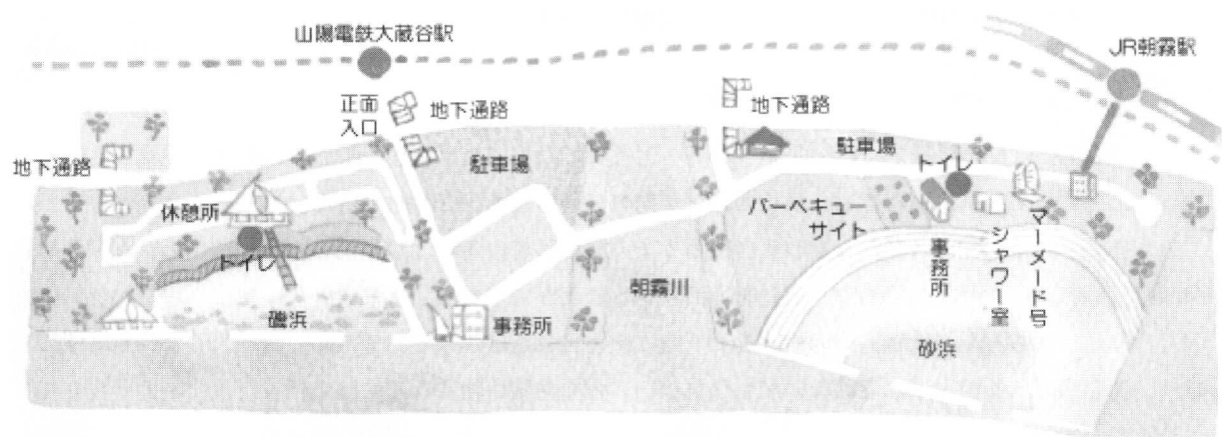 山陽電鉄大蔵谷駅
JR朝霧駅
正面
入口
地下通路
地下通路
駐車場
駐車場
トイレ
地下通路
休憩所
バーベキュー
サイト
マーメード号
シャワー室
事務所
トイレ
朝霧川
磯浜
事務所
砂浜